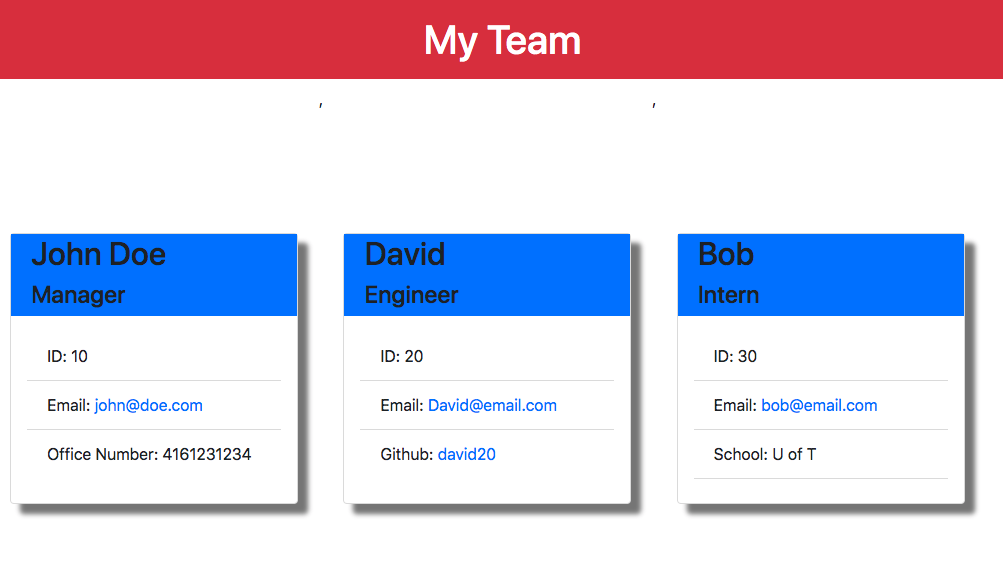 My Team
, ,
John Doe
Manager
ID: 10
Email: john@doe.com
Office Number: 4161231234
David
Engineer
ID: 20
Email: David@email.com
Github: david20
Bob
Intern
ID: 30
Email: bob@email.com
School: U of T